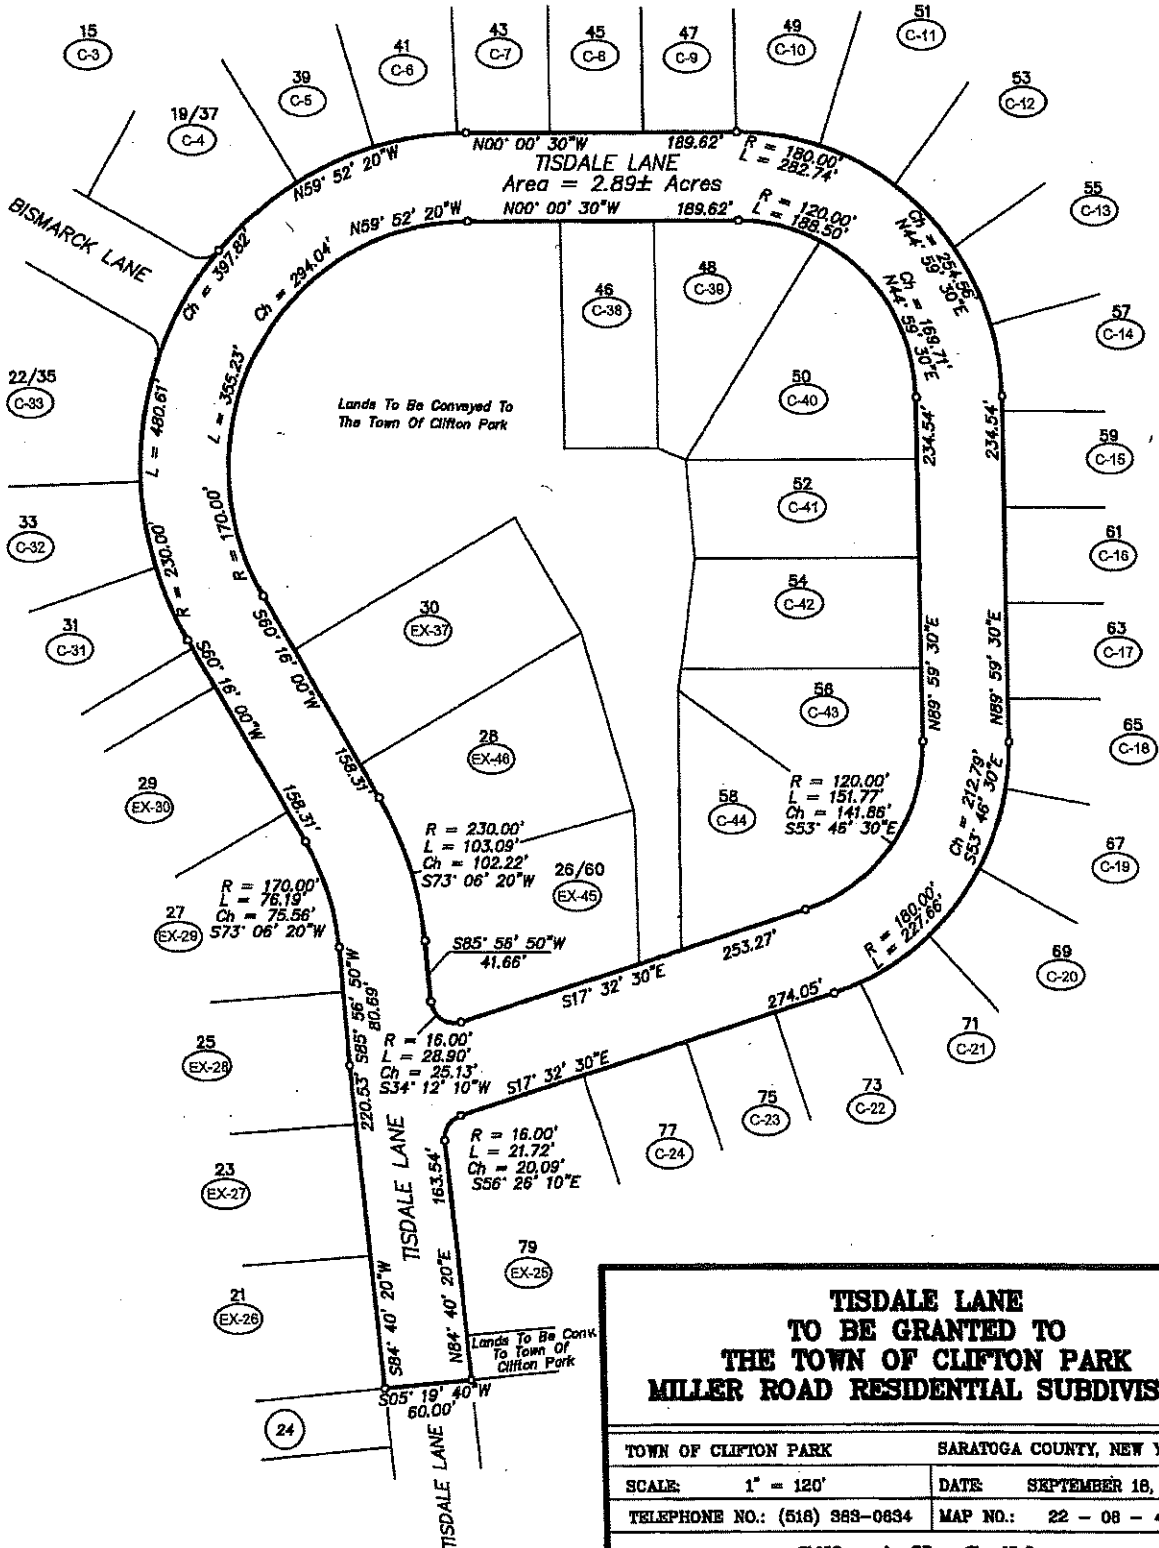 15
C-3
19/37
C-4
39
C-5
41
C-6
43
C-7
45
C-8
47
C-9
49
C-10
51
C-11
53
C-12
55
C-13
57
C-14
59
C-15
61
C-16
63
C-17
65
C-18
67
C-19
69
C-20
71
C-21
73
C-22
75
C-23
77
C-24
79
EX-25
BISMARCK LANE
22/35
C-33
33
C-32
31
C-31
29
EX-30
27
EX-29
25
EX-28
23
EX-27
21
EX-26
24
N00° 00' 30"W 189.62'
TISDALE LANE
Area = 2.89± Acres
N00° 00' 30"W 189.62'
N59° 52' 20"W
Ch = 397.82'
L = 480.61'
R = 230.00'
N59° 52' 20"W
Ch = 294.04'
L = 355.23'
R = 170.00'
R = 180.00'
L = 282.74'
Ch = 254.56'
N44° 59' 30"E
R = 120.00'
L = 188.50'
Ch = 169.71'
N44° 59' 30"E
234.54'
N89° 59' 30"E
234.54'
N89° 59' 30"E
46
C-38
48
C-39
50
C-40
52
C-41
54
C-42
56
C-43
58
C-44
Lands To Be Conveyed To
The Town Of Clifton Park
30
EX-37
28
EX-46
26/60
EX-45
S60° 16' 00"W
158.31'
S60° 16' 00"W
158.31'
R = 120.00'
L = 151.77'
Ch = 141.86'
S53° 46' 30"E
Ch = 212.79'
S53° 46' 30"E
R = 180.00'
L = 227.66'
R = 230.00'
L = 103.09'
Ch = 102.22'
S73° 06' 20"W
R = 170.00'
L = 76.19'
Ch = 75.56'
S73° 06' 20"W
S85° 56' 50"W
41.66'
S17° 32' 30"E 253.27'
S17° 32' 30"E 274.05'
S85° 56' 50"W
80.69'
R = 16.00'
L = 28.90'
Ch = 25.13'
S34° 12' 10"W
R = 16.00'
L = 21.72'
Ch = 20.09'
S56° 26' 10"E
220.53'
S84° 40' 20"W
TISDALE LANE
163.54'
N84° 40' 20"E
Lands To Be Conv.
To Town Of
Clifton Park
S05° 19' 40"W
60.00'
TISDALE LANE
TISDALE LANE
TO BE GRANTED TO
THE TOWN OF CLIFTON PARK
MILLER ROAD RESIDENTIAL SUBDIVIS
TOWN OF CLIFTON PARK SARATOGA COUNTY, NEW Y
SCALE: 1" = 120' DATE: SEPTEMBER 18,
TELEPHONE NO.: (518) 383-0634 MAP NO.: 22 - 08 - 4